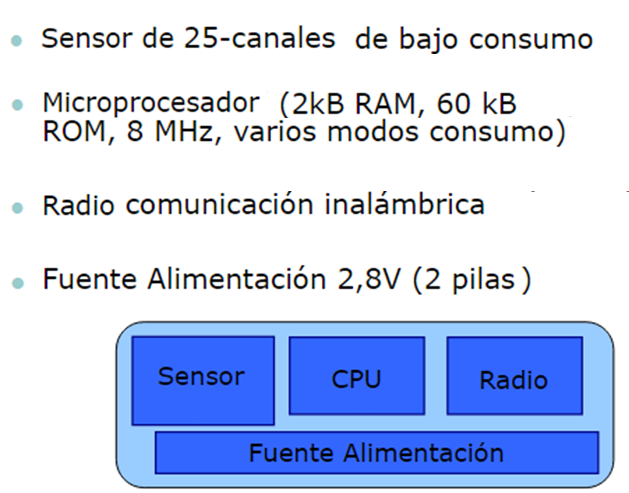 Sensor de 25-canales de bajo consumo
Microprocesador (2kB RAM, 60 kB
ROM, 8 MHz, varios modos consumo)
Radio comunicación inalámbrica
Fuente Alimentación 2,8V (2 pilas)
Sensor
CPU
Radio
Fuente Alimentación